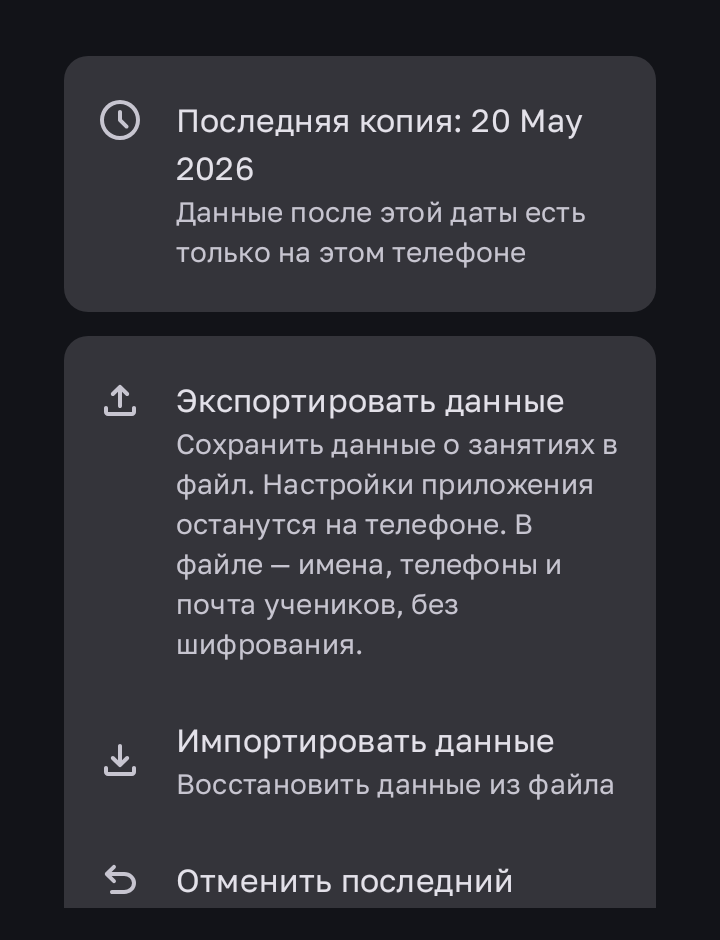 Последняя копия: 20 May
2026
Данные после этой даты есть
только на этом телефоне
Экспортировать данные
Сохранить данные о занятиях в
файл. Настройки приложения
останутся на телефоне. В
файле — имена, телефоны и
почта учеников, без
шифрования.
Импортировать данные
Восстановить данные из файла
Отменить последний